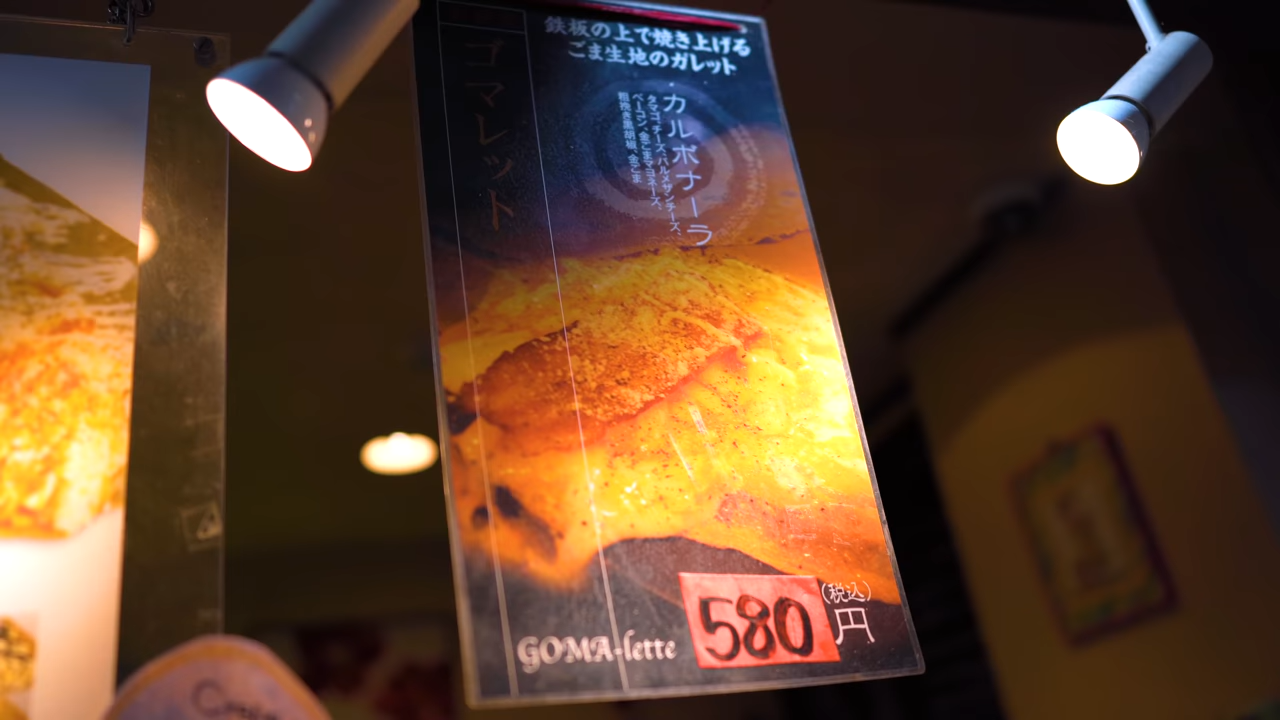 鉄板の上で焼き上げる
ごま生地のガレット
ゴマレット
カルボナーラ
タマゴ、チーズ、パルメザンチーズ、
ベーコン、金ごまマヨネーズ、
粗挽き黒胡椒、金ごま
GOMA-lette
580
(税込)
円